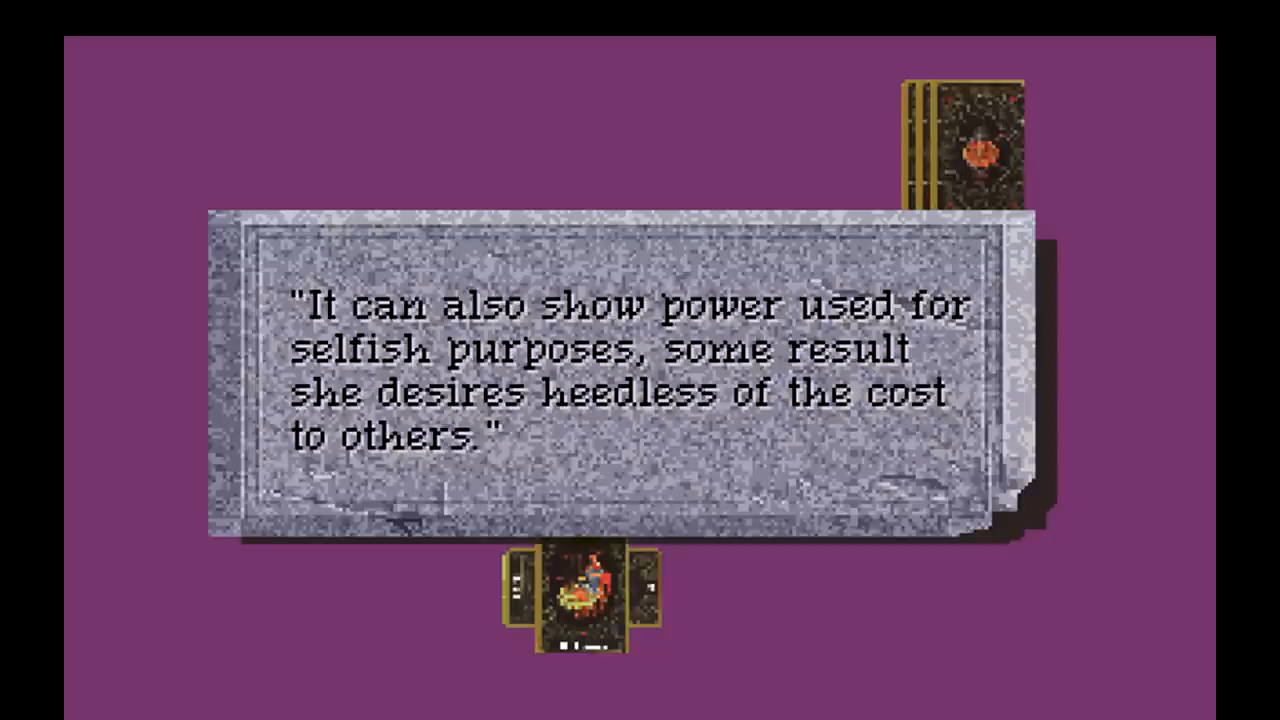 "It can also show power used for
selfish purposes, some result
she desires heedless of the cost
to others."